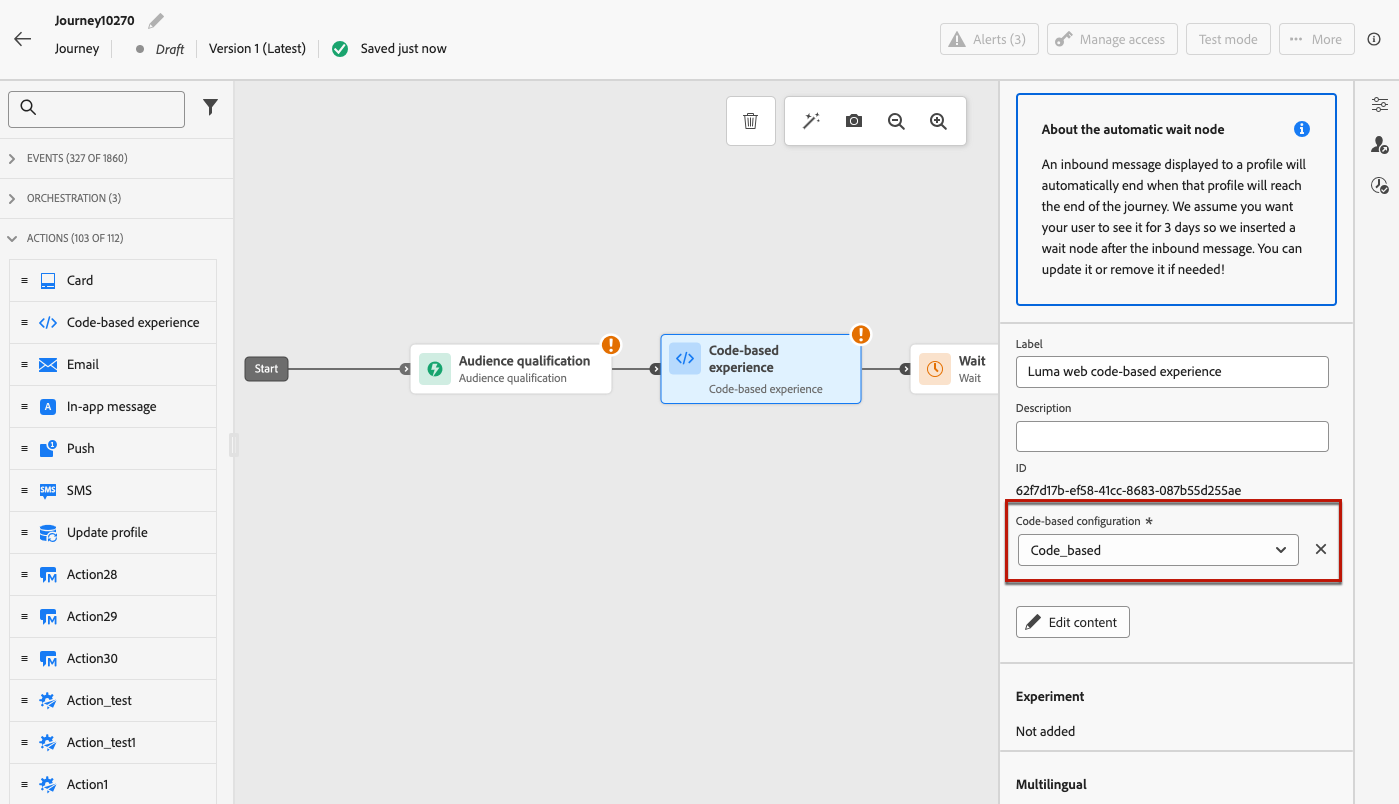 Journey10270
Journey
Draft
Version 1 (Latest)
Saved just now
Alerts (3)
Manage access
Test mode
More
EVENTS (327 OF 1860)
ORCHESTRATION (3)
ACTIONS (103 OF 112)
Card
Code-based experience
Email
In-app message
Push
SMS
SMS
Update profile
Action28
Action29
Action30
Action_test
Action_test1
Action1
Start
Audience qualification
Audience qualification
Code-based
experience
Code-based experience
Wait
Wait
About the automatic wait node
An inbound message displayed to a profile will
automatically end when that profile will reach
the end of the journey. We assume you want
your user to see it for 3 days so we inserted a
wait node after the inbound message. You can
update it or remove it if needed!
Label
Luma web code-based experience
Description
ID
62f7d17b-ef58-41cc-8683-087b55d255ae
Code-based configuration *
Code_based
Edit content
Experiment
Not added
Multilingual